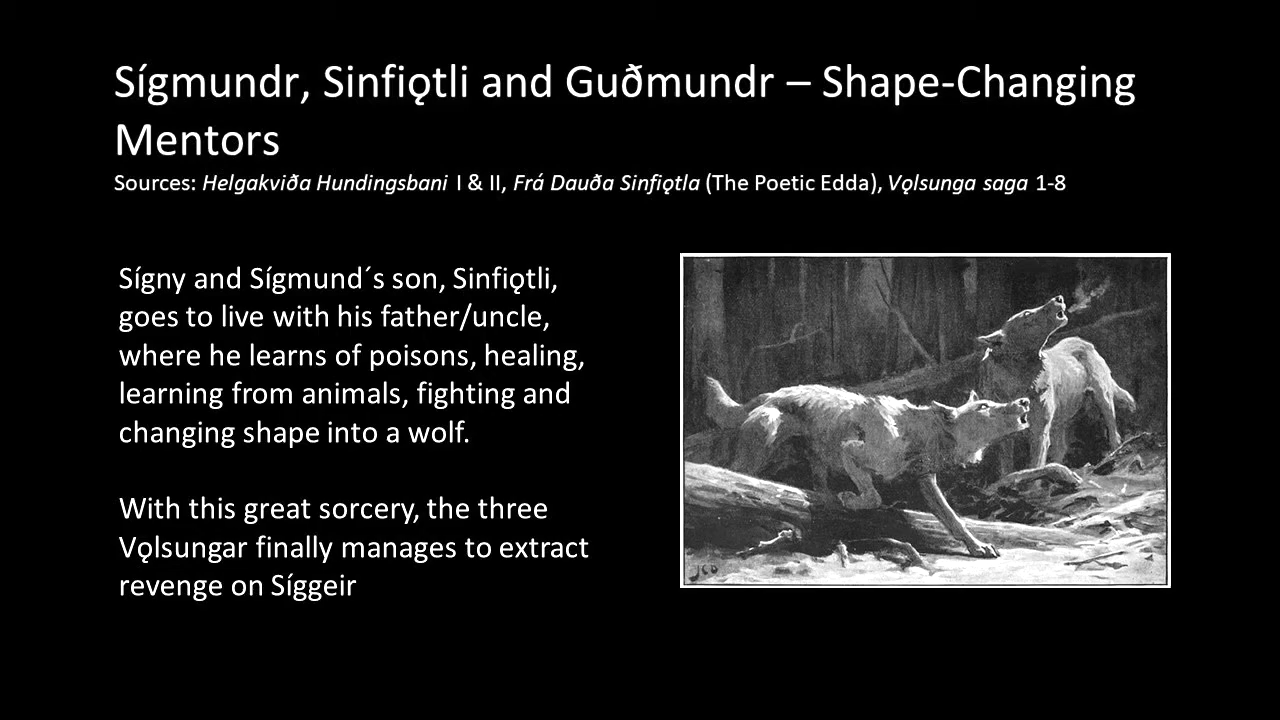 Sígmundr, Sinfiǫtli and Guðmundr – Shape-Changing
Mentors
Sources: Helgakviða Hundingsbani I & II, Frá Dauða Sinfiǫtla (The Poetic Edda), Vǫlsunga saga 1-8
Sígny and Sígmund´s son, Sinfiǫtli,
goes to live with his father/uncle,
where he learns of poisons, healing,
learning from animals, fighting and
changing shape into a wolf.
With this great sorcery, the three
Vǫlsungar finally manages to extract
revenge on Síggeir